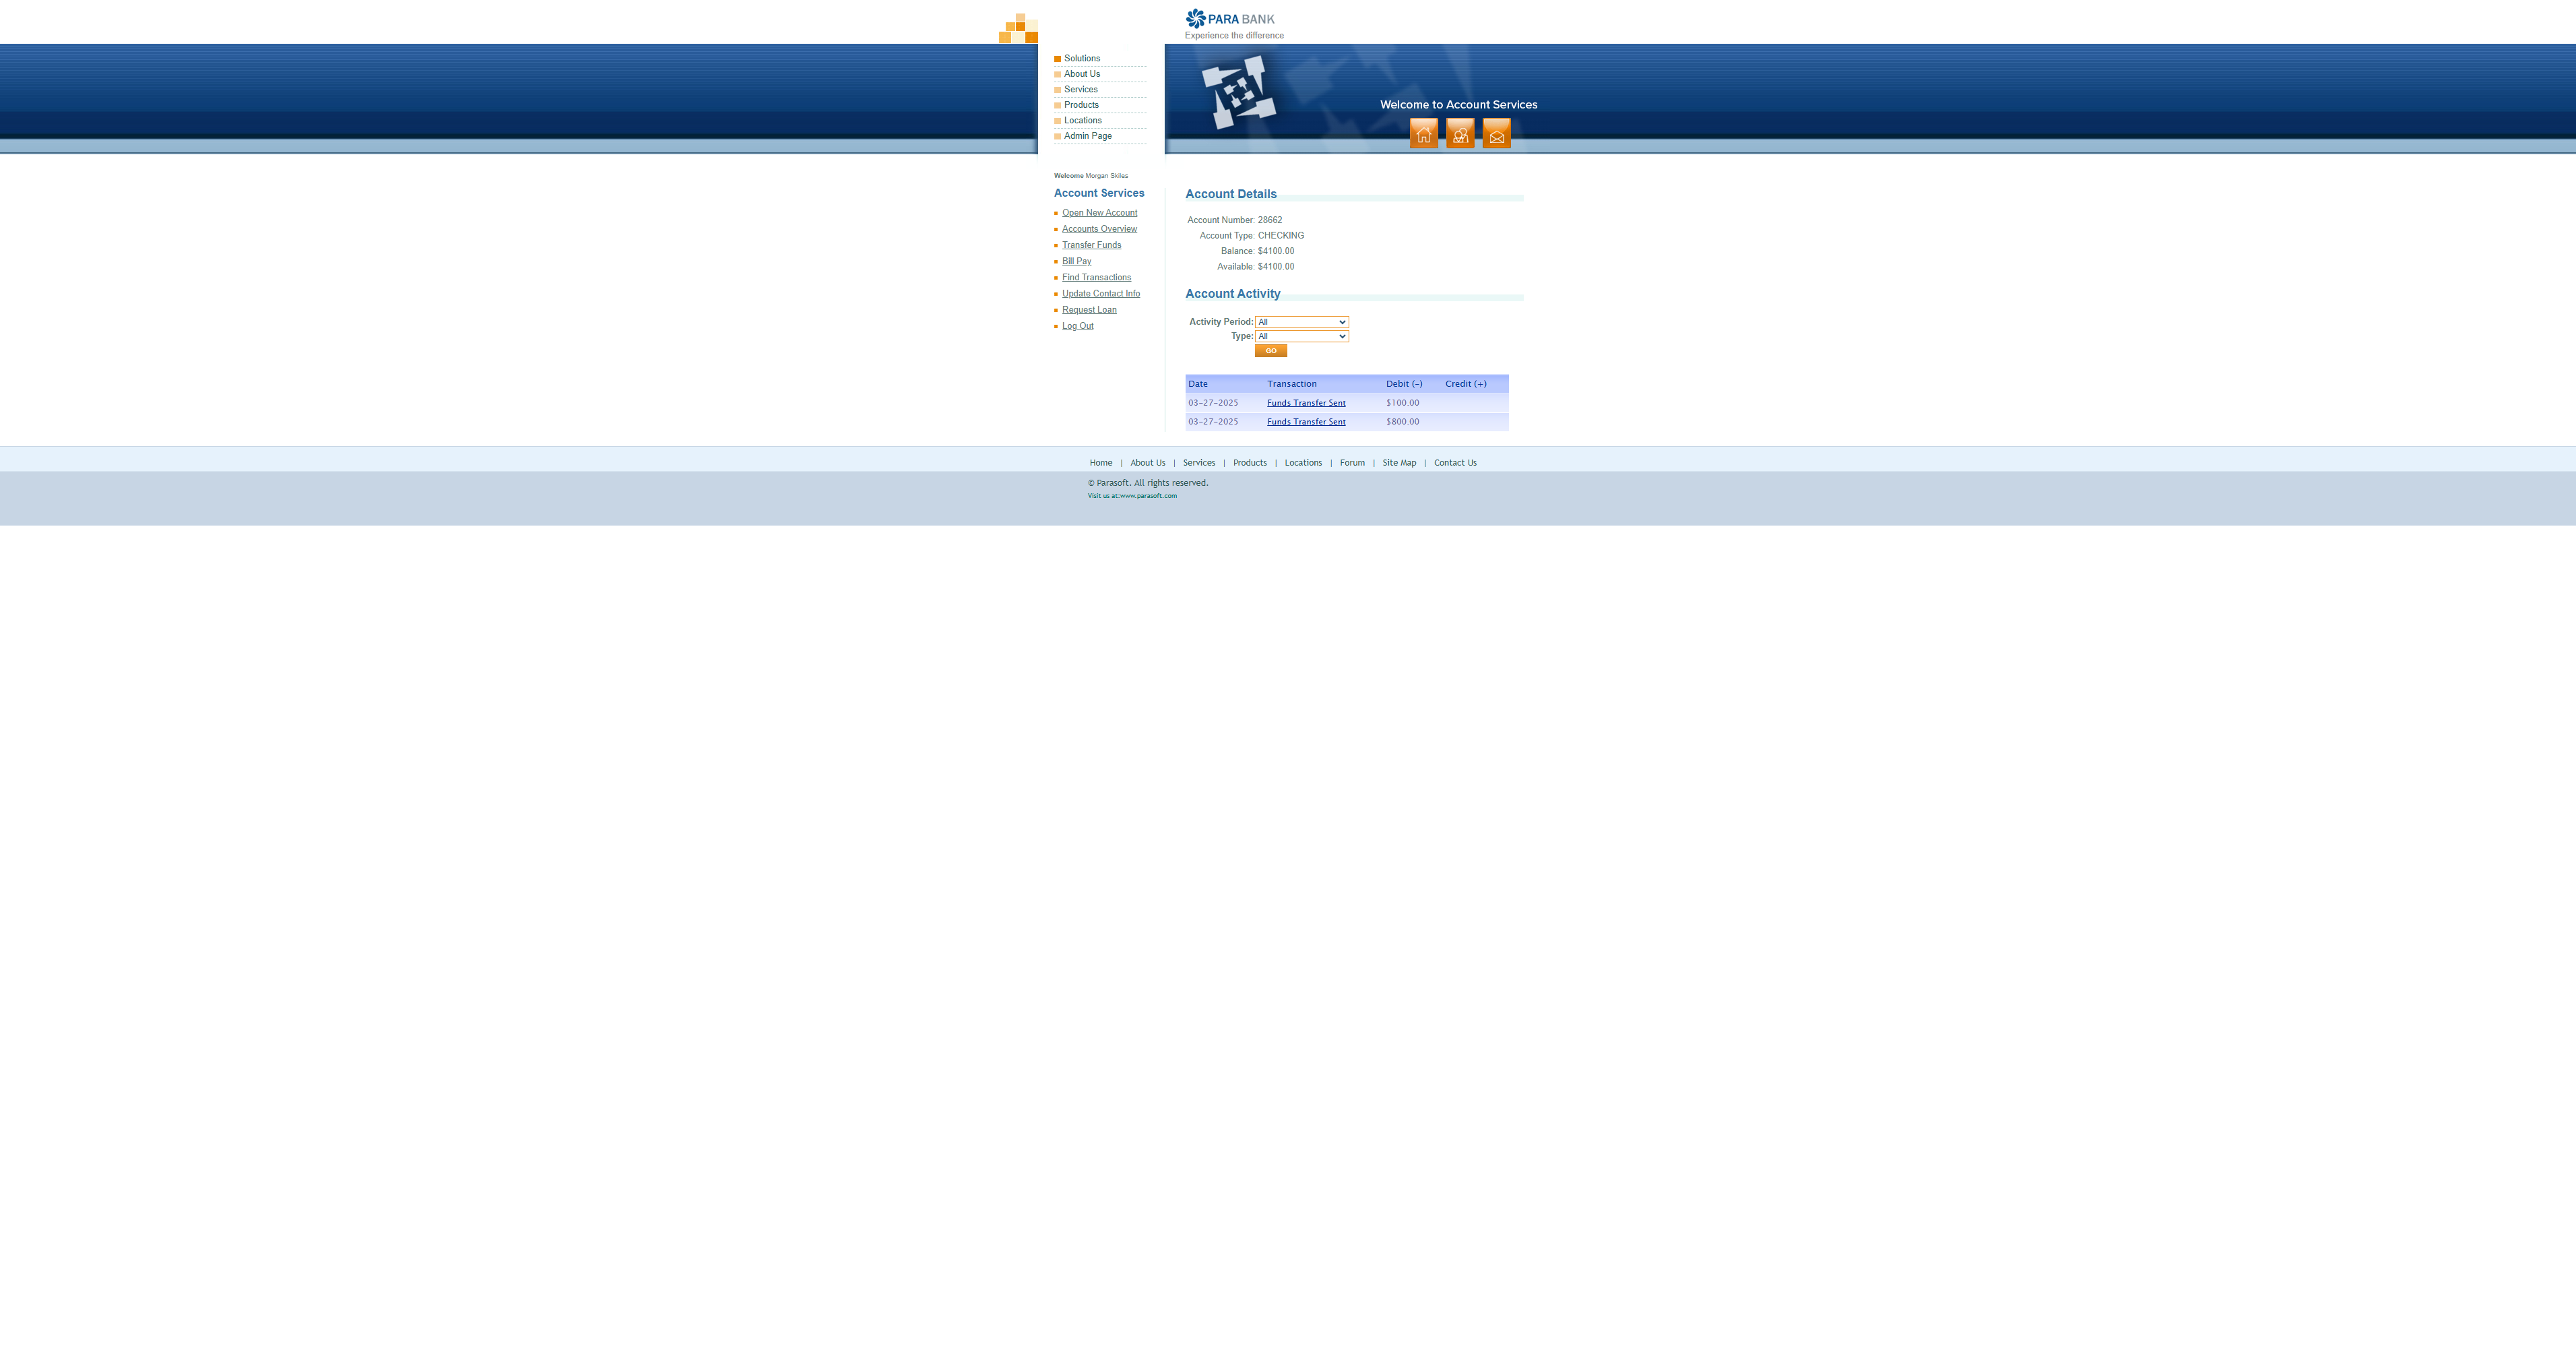 PARA BANK
Experience the difference
Solutions
About Us
Services
Products
Locations
Admin Page
Welcome to Account Services
Welcome Morgan Skiles
Account Services
Open New Account
Accounts Overview
Transfer Funds
Bill Pay
Find Transactions
Update Contact Info
Request Loan
Log Out
Account Details
Account Number: 28662
Account Type: CHECKING
Balance: $4100.00
Available: $4100.00
Account Activity
Activity Period: All
Type: All
GO
Date Transaction Debit (-) Credit (+)
03-27-2025 Funds Transfer Sent $100.00
03-27-2025 Funds Transfer Sent $800.00
Home | About Us | Services | Products | Locations | Forum | Site Map | Contact Us
© Parasoft. All rights reserved.
Visit us at:www.parasoft.com